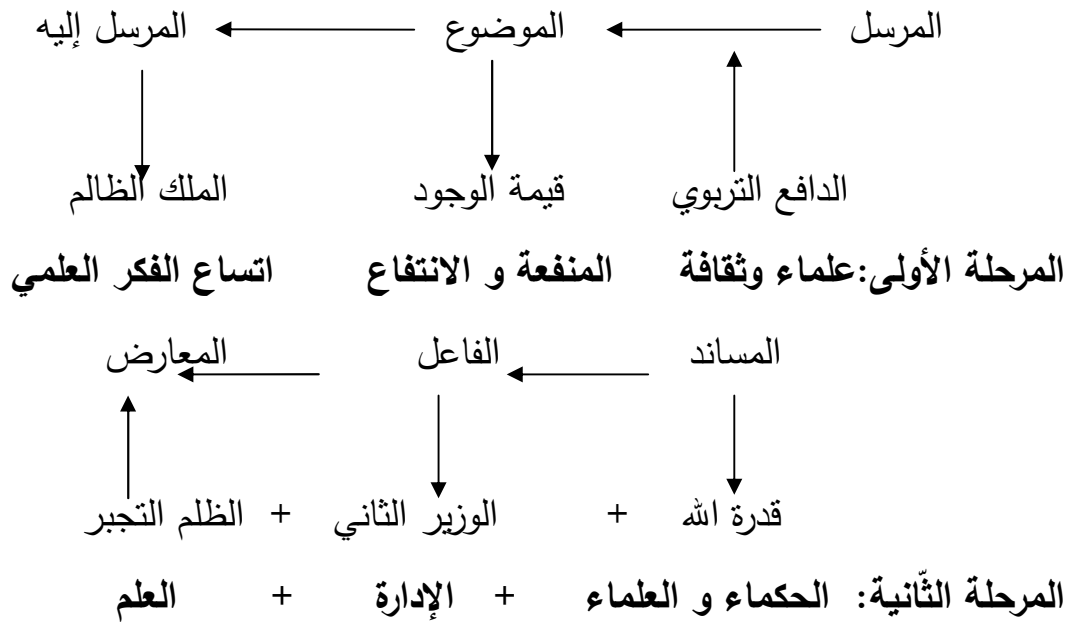 المرسل الموضوع المرسل إليه
الدافع التربوي قيمة الوجود الملك الظالم
المرحلة الأولى:علماء وثقافة المنفعة و الانتفاع اتساع الفكر العلمي
المساند الفاعل المعارض
قدرة الله + الوزير الثاني + الظلم التجبر
المرحلة الثّانية: الحكماء و العلماء + الإدارة + العلم